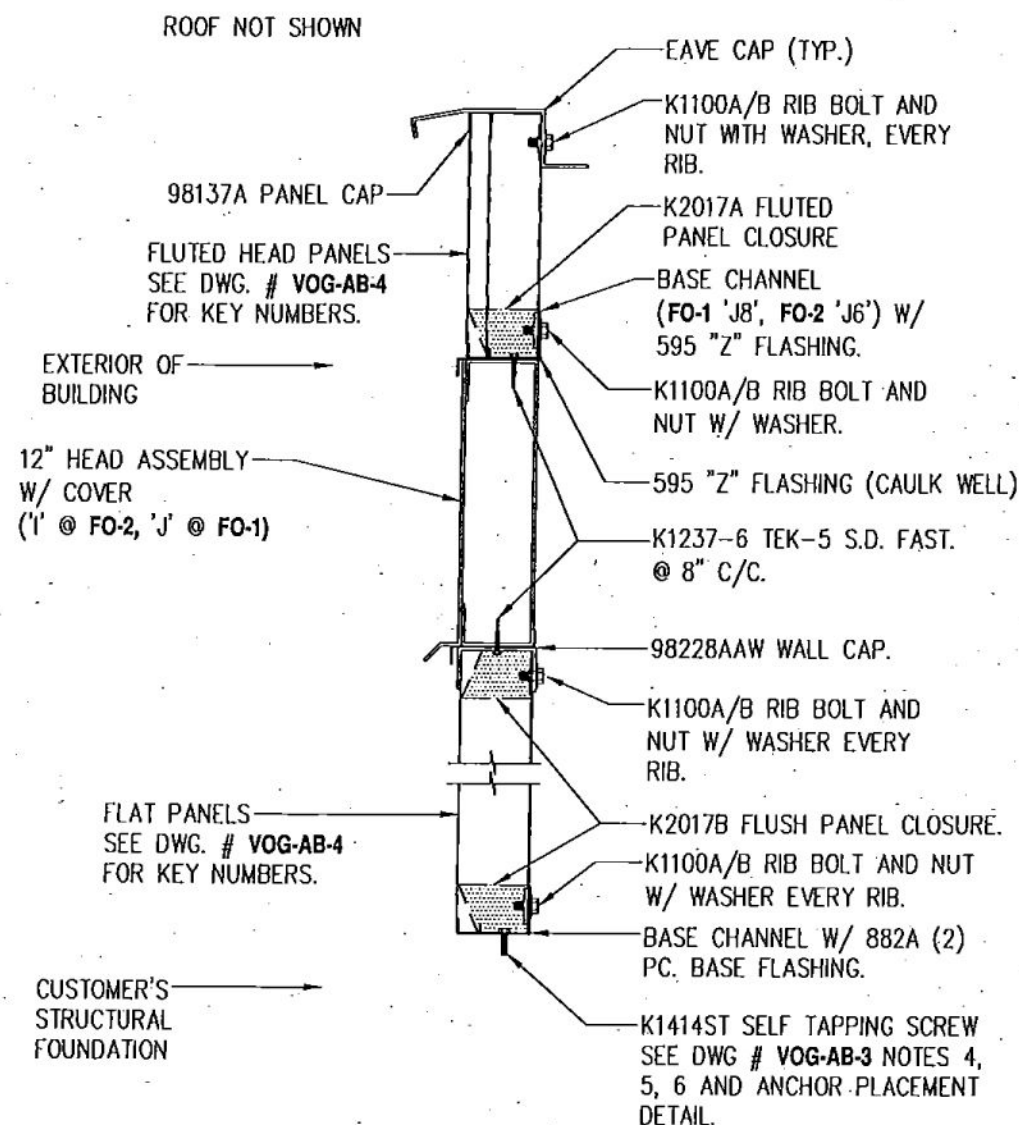 ROOF NOT SHOWN
EAVE CAP (TYP.)
K1100A/B RIB BOLT AND
NUT WITH WASHER, EVERY
RIB.
98137A PANEL CAP
K2017A FLUTED
PANEL CLOSURE
FLUTED HEAD PANELS
SEE DWG. # VOG-AB-4
FOR KEY NUMBERS.
BASE CHANNEL
(FO-1 'J8', FO-2 'J6') W/
595 "Z" FLASHING.
EXTERIOR OF
BUILDING
K1100A/B RIB BOLT AND
NUT W/ WASHER.
12" HEAD ASSEMBLY
W/ COVER
('I' @ FO-2, 'J' @ FO-1)
595 "Z" FLASHING (CAULK WELL)
K1237-6 TEK-5 S.D. FAST.
@ 8" C/C.
98228AAW WALL CAP.
K1100A/B RIB BOLT AND
NUT W/ WASHER EVERY
RIB.
FLAT PANELS
SEE DWG. # VOG-AB-4
FOR KEY NUMBERS.
K2017B FLUSH PANEL CLOSURE.
K1100A/B RIB BOLT AND NUT
W/ WASHER EVERY RIB.
BASE CHANNEL W/ 882A (2)
PC. BASE FLASHING.
CUSTOMER'S
STRUCTURAL
FOUNDATION
K1414ST SELF TAPPING SCREW
SEE DWG # VOG-AB-3 NOTES 4,
5, 6 AND ANCHOR PLACEMENT
DETAIL.